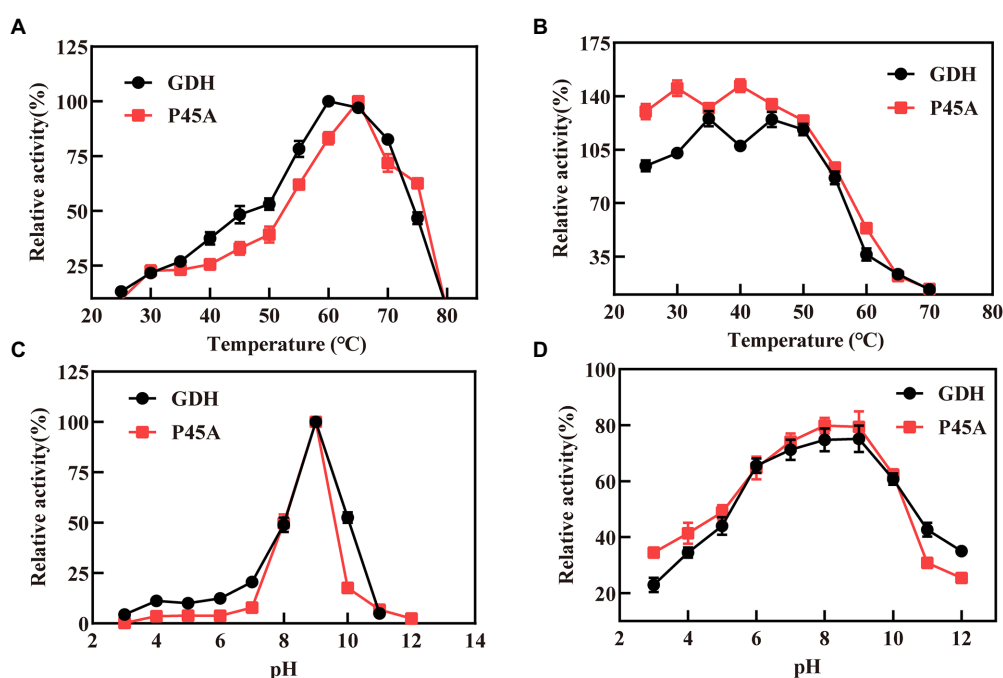 A
Relative activity(%)
125
100
75
50
25
GDH
P45A
20 30 40 50 60 70 80
Temperature (°C)
B
Relative activity(%)
175
140
105
70
35
GDH
P45A
20 30 40 50 60 70 80
Temperature (°C)
C
Relative activity(%)
125
100
75
50
25
0
GDH
P45A
2 4 6 8 10 12 14
pH
D
Relative activity(%)
100
80
60
40
20
GDH
P45A
2 4 6 8 10 12
pH